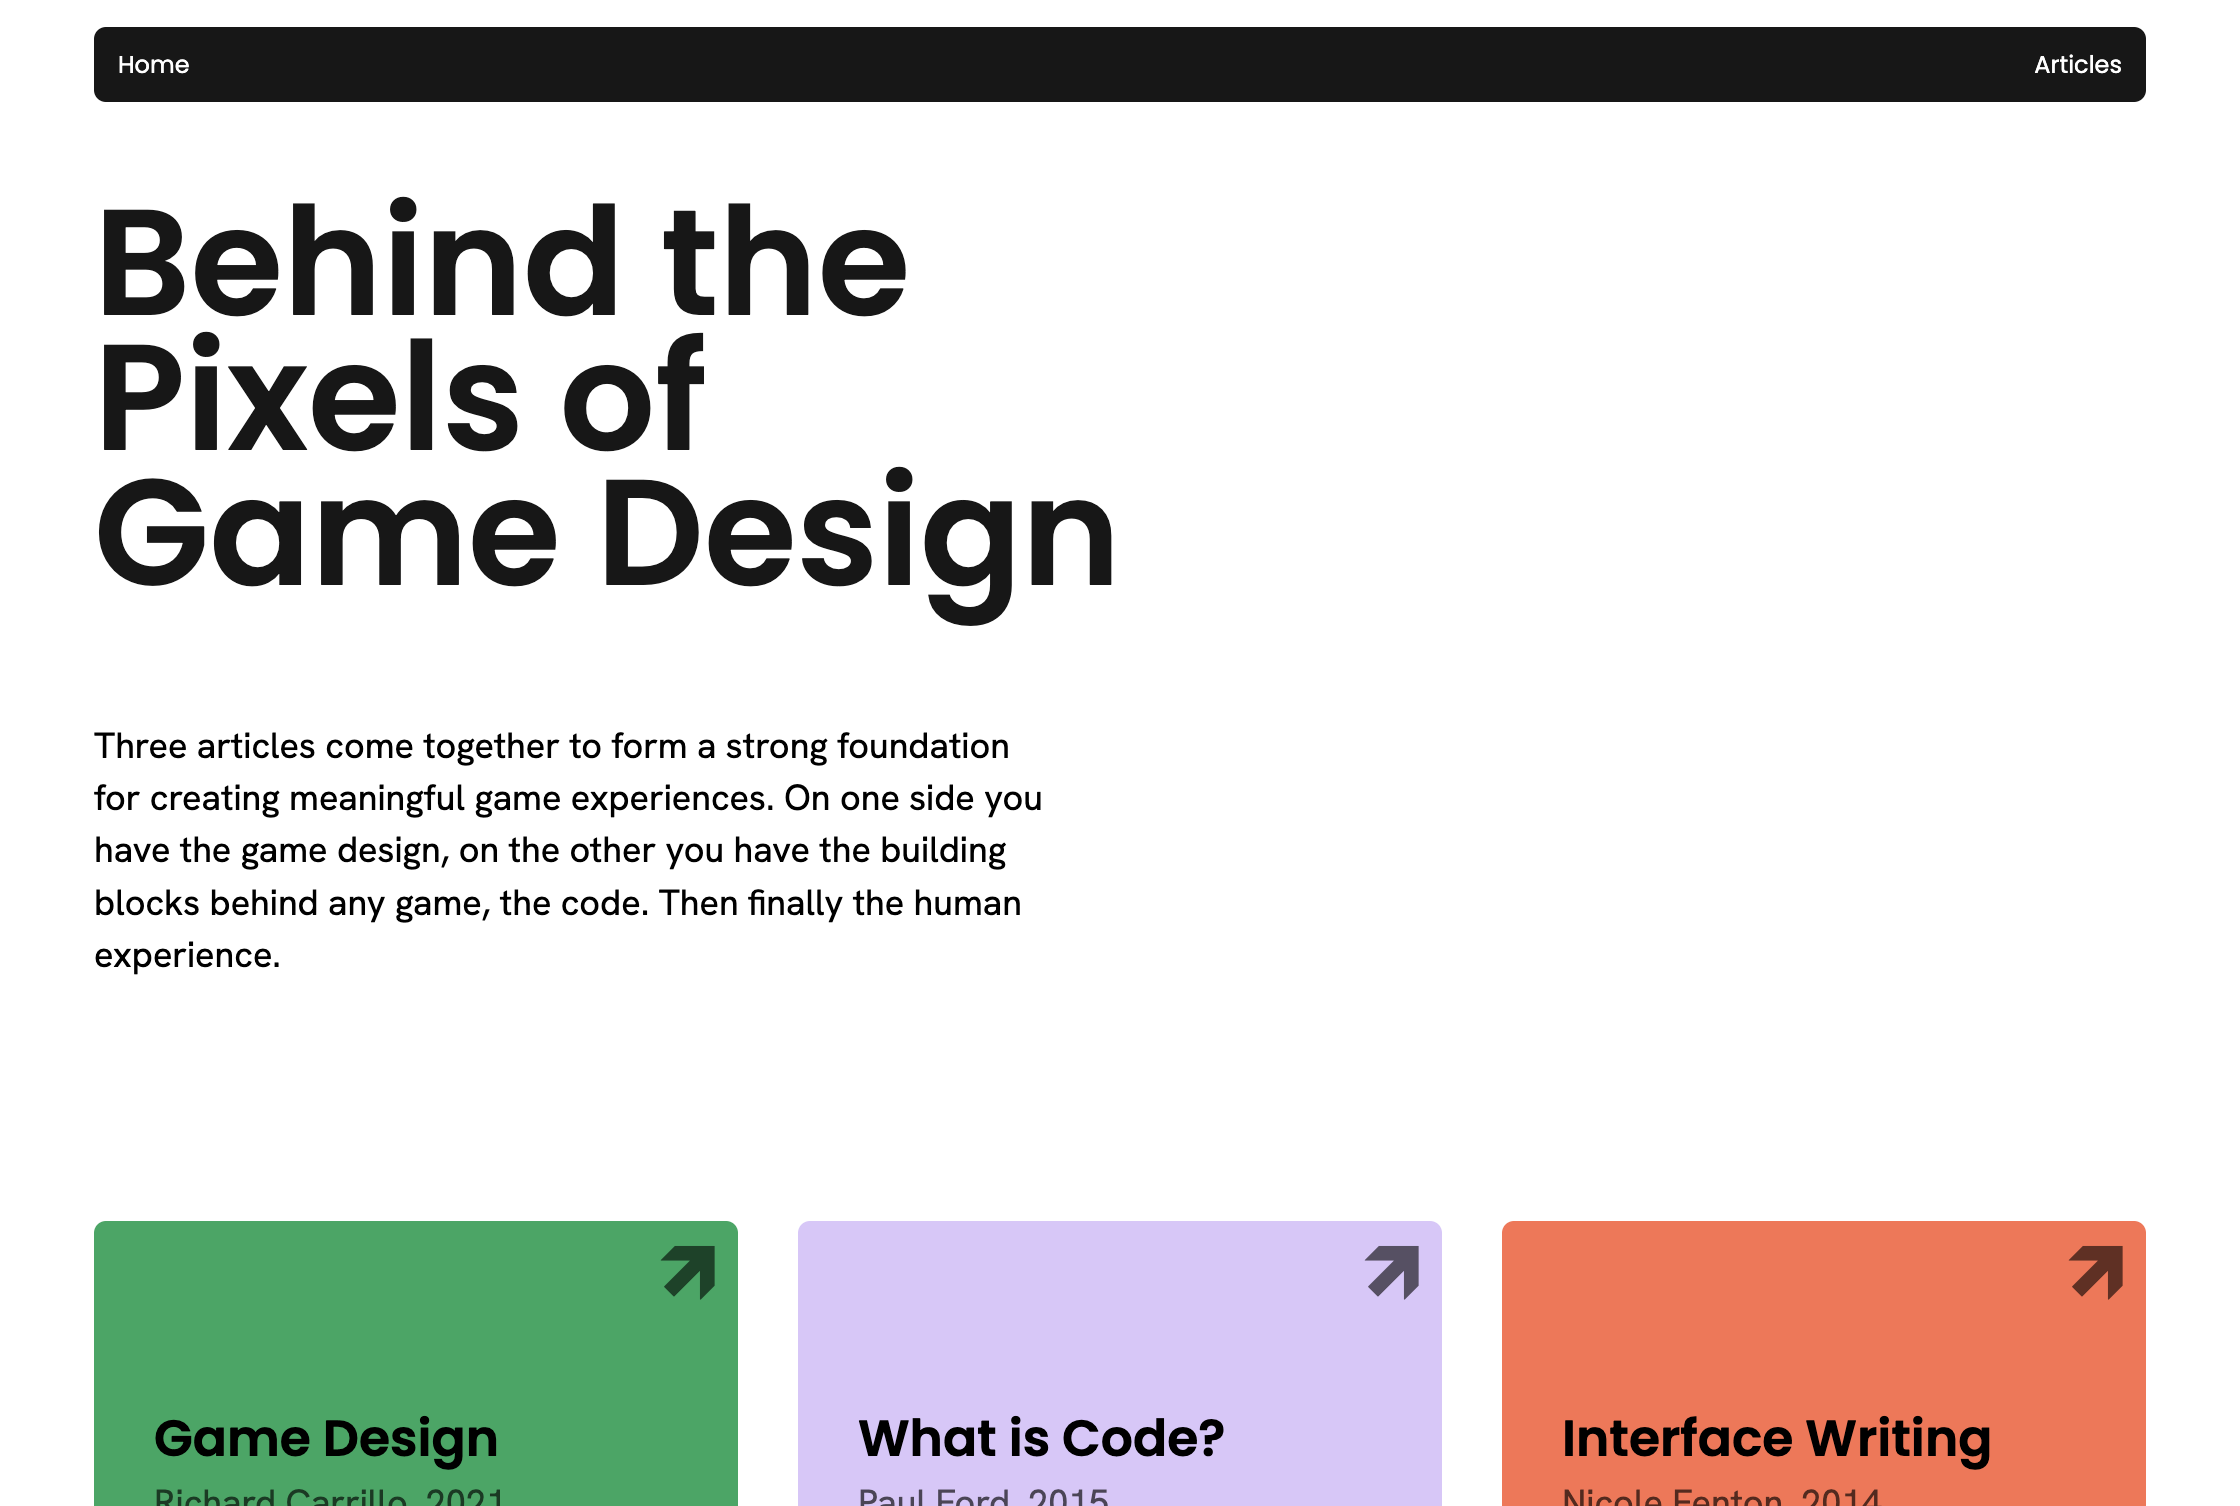 Home
Articles
Behind the
Pixels of
Game Design
Three articles come together to form a strong foundation
for creating meaningful game experiences. On one side you
have the game design, on the other you have the building
blocks behind any game, the code. Then finally the human
experience.
Game Design
Richard Carrillo, 2021
What is Code?
Paul Ford, 2015
Interface Writing
Nicole Fenton, 2014